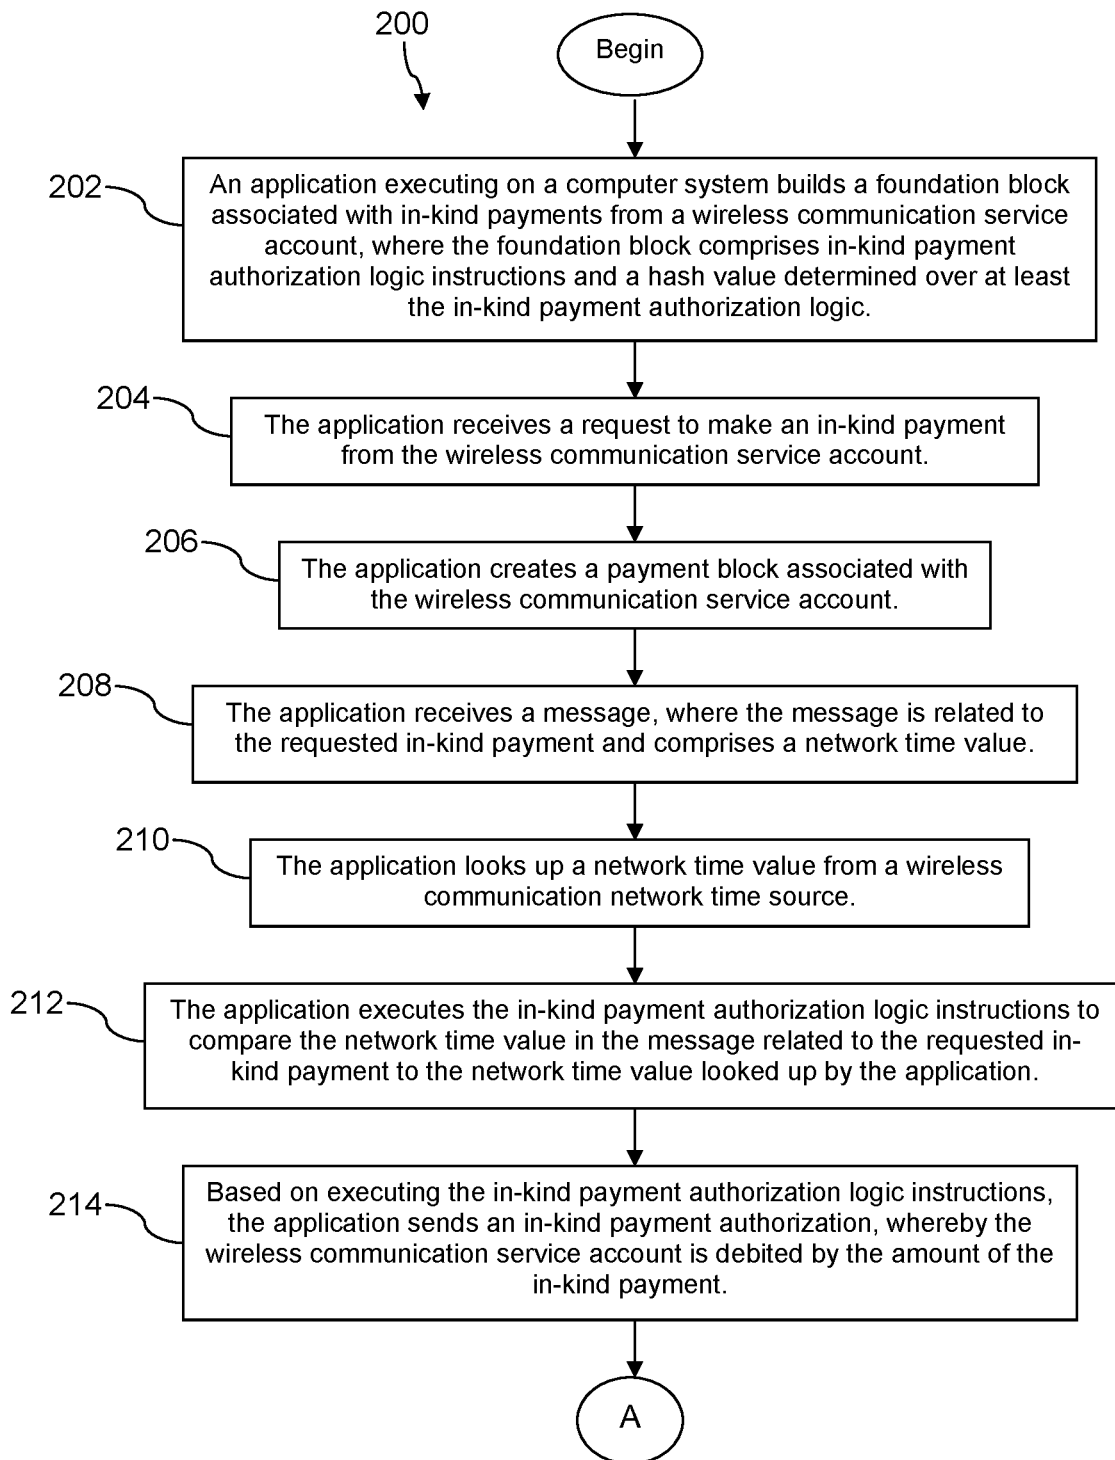 200
Begin
202
An application executing on a computer system builds a foundation block
associated with in-kind payments from a wireless communication service
account, where the foundation block comprises in-kind payment
authorization logic instructions and a hash value determined over at least
the in-kind payment authorization logic.
204
The application receives a request to make an in-kind payment
from the wireless communication service account.
206
The application creates a payment block associated with
the wireless communication service account.
208
The application receives a message, where the message is related to
the requested in-kind payment and comprises a network time value.
210
The application looks up a network time value from a wireless
communication network time source.
212
The application executes the in-kind payment authorization logic instructions to
compare the network time value in the message related to the requested in-
kind payment to the network time value looked up by the application.
214
Based on executing the in-kind payment authorization logic instructions,
the application sends an in-kind payment authorization, whereby the
wireless communication service account is debited by the amount of the
in-kind payment.
A